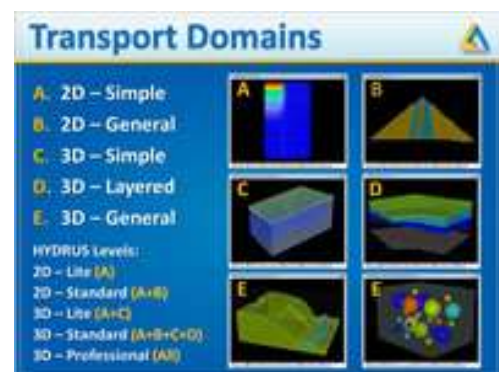 Transport Domains
A. 2D – Simple
B. 2D – General
C. 3D – Simple
D. 3D – Layered
E. 3D – General
HYDRUS Levels:
2D – Lite (A)
2D – Standard (A+B)
3D – Lite (A+C)
3D – Standard (A+B+C+D)
3D – Professional (All)
A
B
C
D
E
E